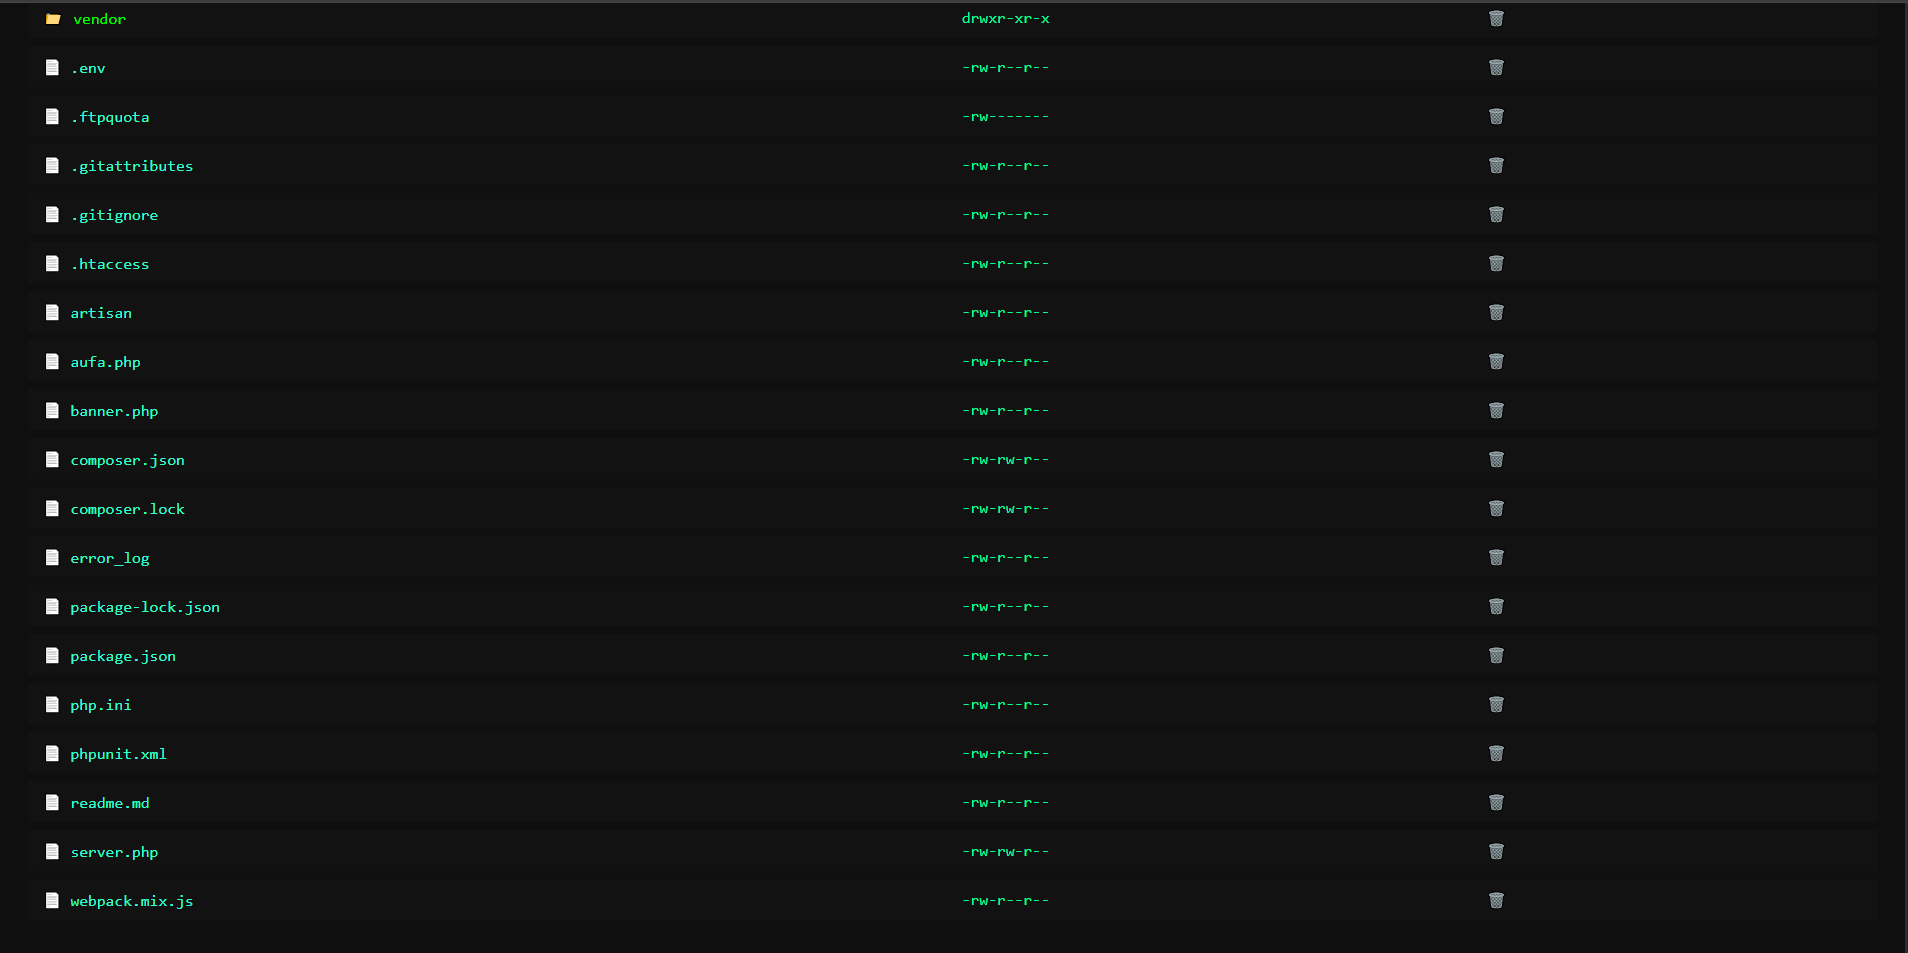 vendor drwxr-xr-x
.env -rw-r--r--
.ftpquota -rw-------
.gitattributes -rw-r--r--
.gitignore -rw-r--r--
.htaccess -rw-r--r--
artisan -rw-r--r--
aufa.php -rw-r--r--
banner.php -rw-r--r--
composer.json -rw-rw-r--
composer.lock -rw-rw-r--
error_log -rw-r--r--
package-lock.json -rw-r--r--
package.json -rw-r--r--
php.ini -rw-r--r--
phpunit.xml -rw-r--r--
readme.md -rw-r--r--
server.php -rw-rw-r--
webpack.mix.js -rw-r--r--